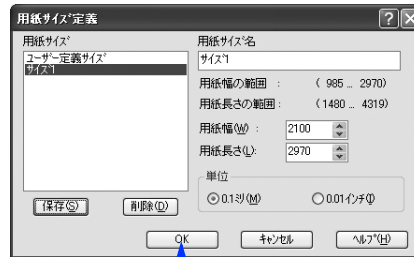 用紙サイズ定義
用紙サイズ
ユーザー定義サイズ
サイズ1
保存(S)
削除(D)
用紙サイズ名
サイズ1
用紙幅の範囲 : ( 985 .. 2970)
用紙長さの範囲 : (1480 .. 4319)
用紙幅(W) : 2100
用紙長さ(L): 2970
単位
0.1ミリ(M) 0.01インチ(I)
OK キャンセル ヘルプ(H)